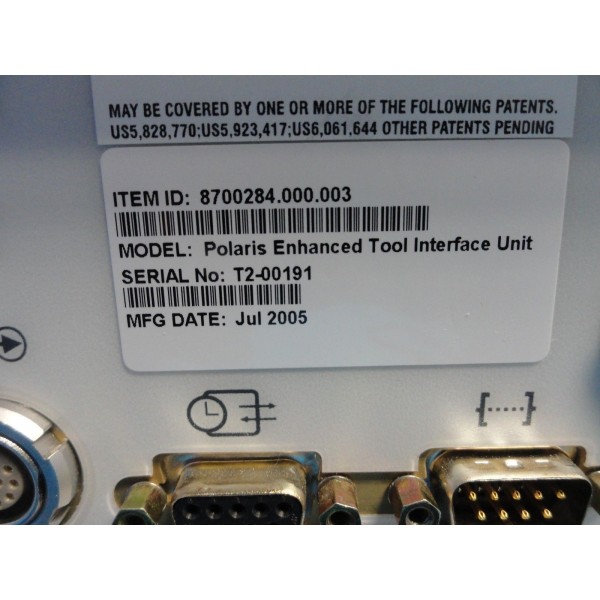 MAY BE COVERED BY ONE OR MORE OF THE FOLLOWING PATENTS.
US5,828,770;US5,923,417;US6,061,644 OTHER PATENTS PENDING
ITEM ID: 8700284.000.003
MODEL: Polaris Enhanced Tool Interface Unit
SERIAL No: T2-00191
MFG DATE: Jul 2005